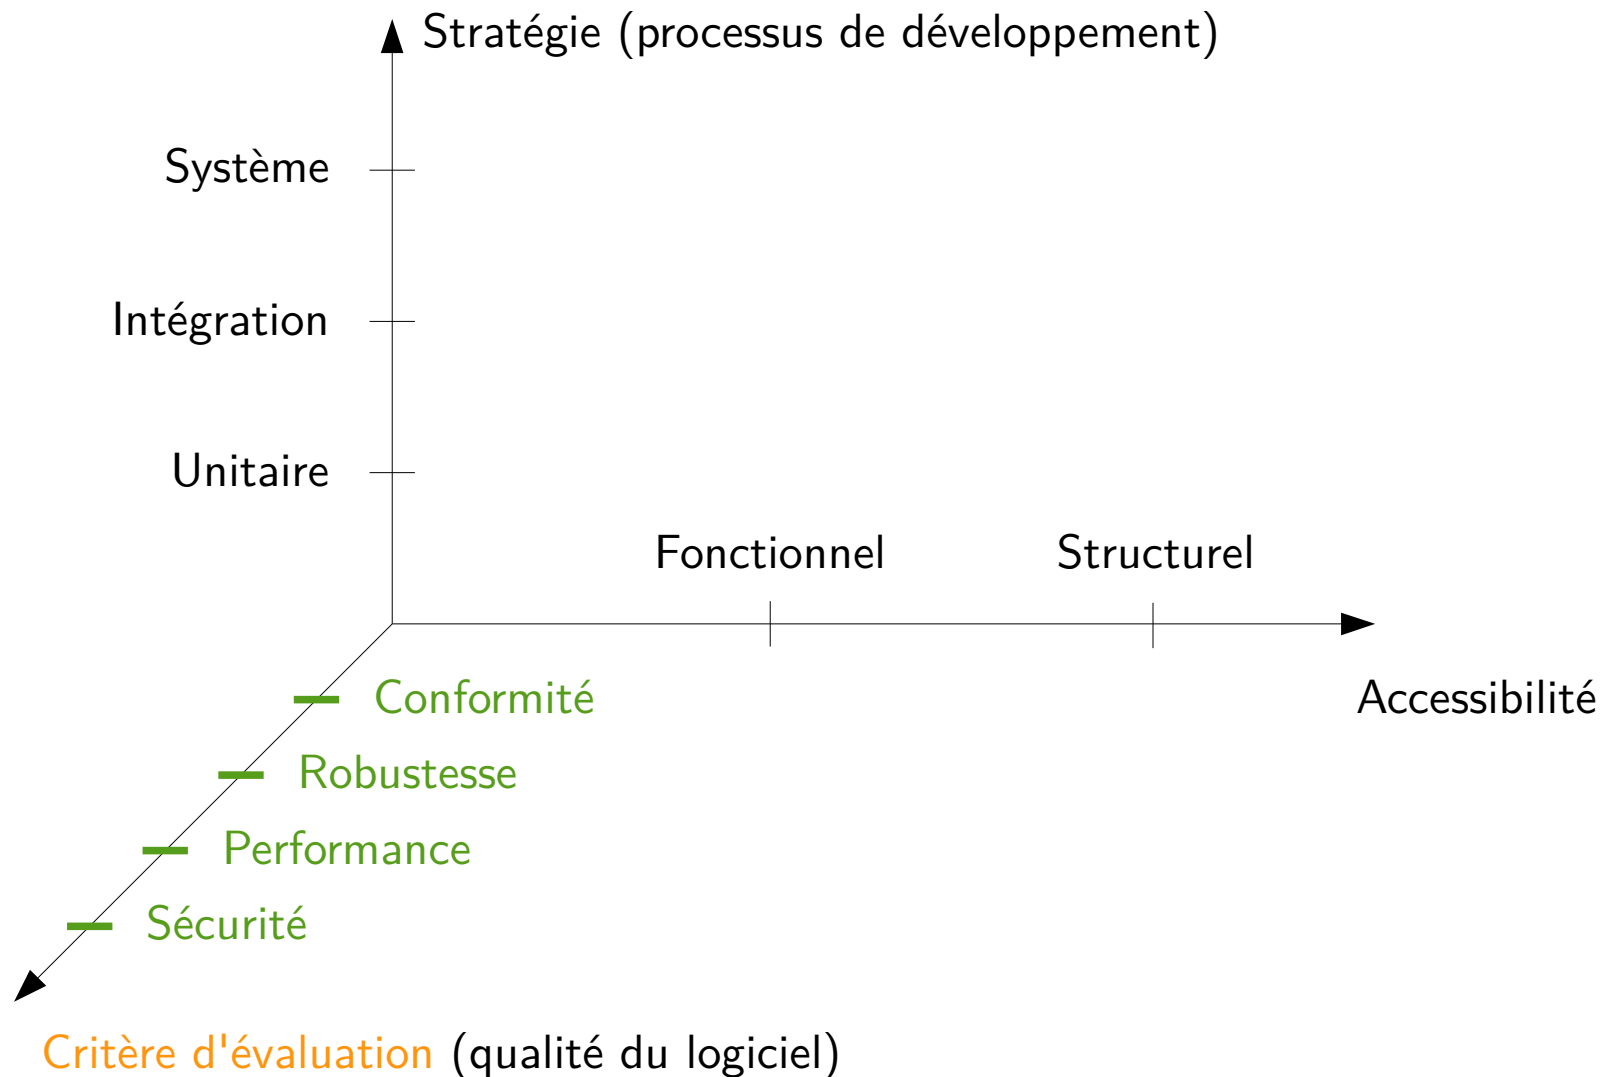 Stratégie (processus de développement)
Système
Intégration
Unitaire
Fonctionnel
Structurel
Accessibilité
Conformité
Robustesse
Performance
Sécurité
Critère d'évaluation (qualité du logiciel)